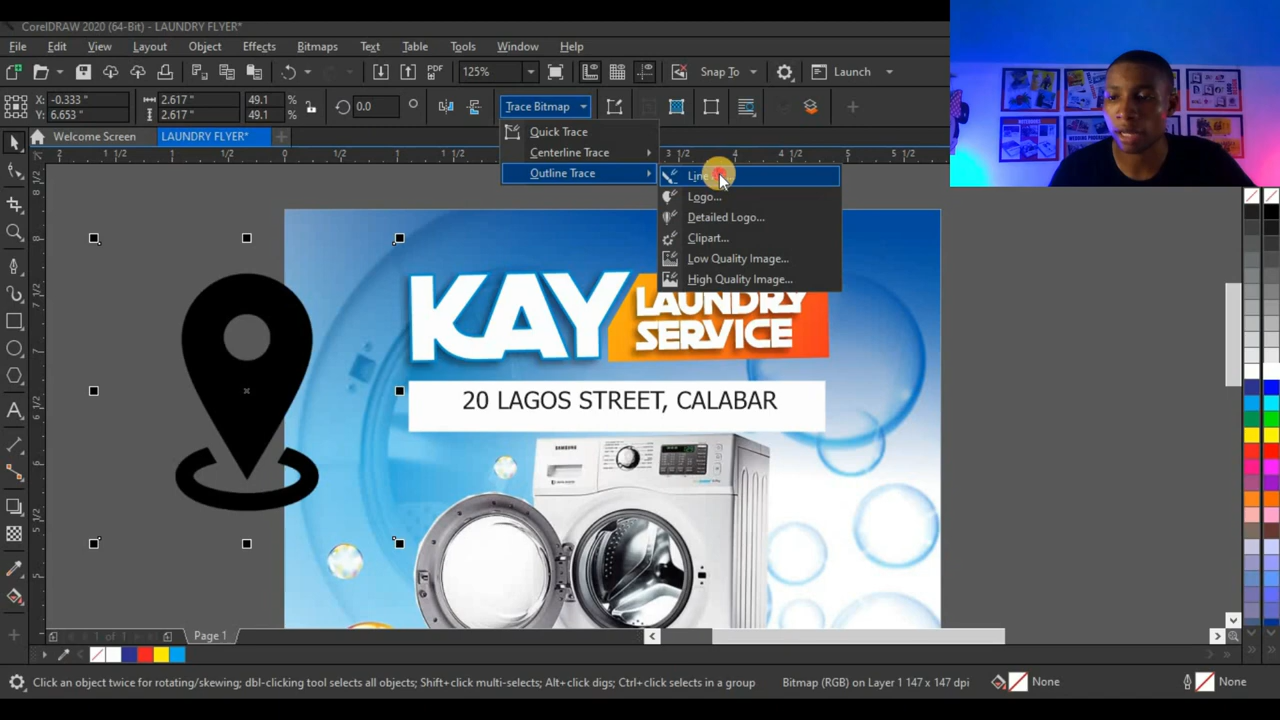 CorelDRAW 2020 (64-Bit) - LAUNDRY FLYER*
File Edit View Layout Object Effects Bitmaps Text Table Tools Window Help
PDF 125% Snap To Launch
X: -0.333 " 2.617 " 49.1 %
Y: 6.653 " 2.617 " 49.1 %
0.0 Trace Bitmap
Welcome Screen LAUNDRY FLYER*
Quick Trace
Centerline Trace
Outline Trace
Line
Logo...
Detailed Logo...
Clipart...
Low Quality Image...
High Quality Image...
KAY LAUNDRY
SERVICE
20 LAGOS STREET, CALABAR
SAMSUNG
1 of 1 Page 1
Click an object twice for rotating/skewing; dbl-clicking tool selects all objects; Shift+click multi-selects; Alt+click digs; Ctrl+click selects in a group Bitmap (RGB) on Layer 1 147 x 147 dpi None None